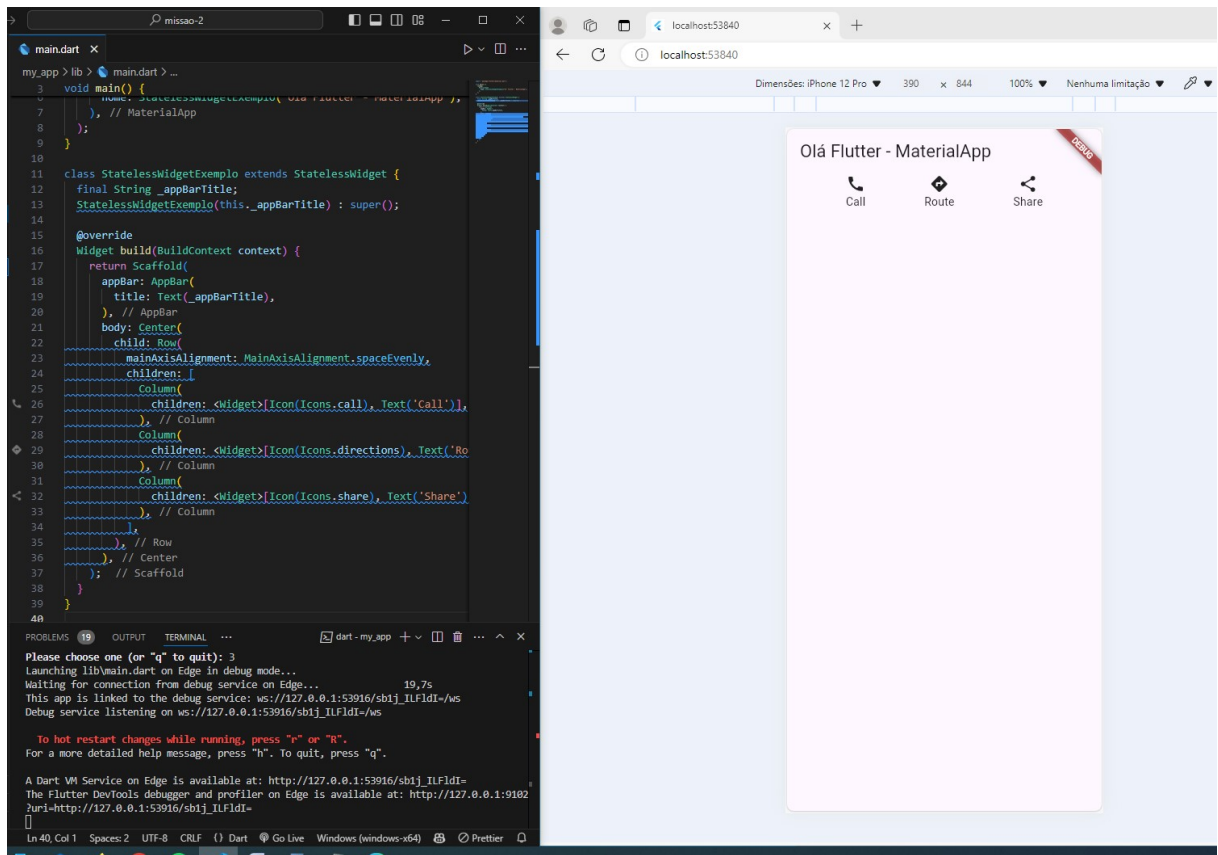 missao-2
main.dart
my_app > lib > main.dart > ...
3 void main() {
home: StatelessWidgetExemplo("Olá Flutter - MaterialApp"),
7 ), // MaterialApp
8 );
9 }
10
11 class StatelessWidgetExemplo extends StatelessWidget {
12 final String _appBarTitle;
13 StatelessWidgetExemplo(this._appBarTitle) : super();
14
15 @override
16 Widget build(BuildContext context) {
17 return Scaffold(
18 appBar: AppBar(
19 title: Text(_appBarTitle),
20 ), // AppBar
21 body: Center(
22 child: Row(
23 mainAxisAlignment: MainAxisAlignment.spaceEvenly,
24 children: [
25 Column(
26 children: <Widget>[Icon(Icons.call), Text('Call')],
27 ), // Column
28 Column(
29 children: <Widget>[Icon(Icons.directions), Text('Ro
30 ), // Column
31 Column(
32 children: <Widget>[Icon(Icons.share), Text('Share')
33 ), // Column
34 ],
35 ), // Row
36 ), // Center
37 ); // Scaffold
38 }
39 }
40
PROBLEMS 19 OUTPUT TERMINAL ... dart - my_app
Please choose one (or "q" to quit): 3
Launching lib\main.dart on Edge in debug mode...
Waiting for connection from debug service on Edge... 19,7s
This app is linked to the debug service: ws://127.0.0.1:53916/sb1j_ILFldI=/ws
Debug service listening on ws://127.0.0.1:53916/sb1j_ILFldI=/ws
To hot restart changes while running, press "r" or "R".
For a more detailed help message, press "h". To quit, press "q".
A Dart VM Service on Edge is available at: http://127.0.0.1:53916/sb1j_ILFldI=
The Flutter DevTools debugger and profiler on Edge is available at: http://127.0.0.1:9102
?uri=http://127.0.0.1:53916/sb1j_ILFldI=
Ln 40, Col 1 Spaces: 2 UTF-8 CRLF {} Dart Go Live Windows (windows-x64) Prettier
localhost:53840
localhost:53840
Dimensões: iPhone 12 Pro 390 x 844 100% Nenhuma limitação
DEBUG
Olá Flutter - MaterialApp
Call Route Share